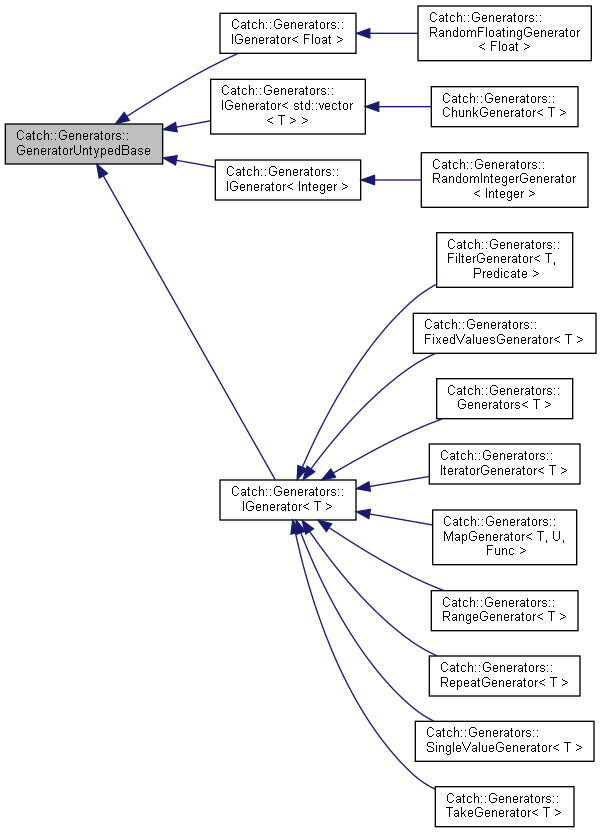 Catch::Generators::
GeneratorUntypedBase
Catch::Generators::
IGenerator< Float >
Catch::Generators::
RandomFloatingGenerator
< Float >
Catch::Generators::
IGenerator< std::vector
< T > >
Catch::Generators::
ChunkGenerator< T >
Catch::Generators::
IGenerator< Integer >
Catch::Generators::
RandomIntegerGenerator
< Integer >
Catch::Generators::
IGenerator< T >
Catch::Generators::
FilterGenerator< T,
Predicate >
Catch::Generators::
FixedValuesGenerator< T >
Catch::Generators::
Generators< T >
Catch::Generators::
IteratorGenerator< T >
Catch::Generators::
MapGenerator< T, U,
Func >
Catch::Generators::
RangeGenerator< T >
Catch::Generators::
RepeatGenerator< T >
Catch::Generators::
SingleValueGenerator< T >
Catch::Generators::
TakeGenerator< T >